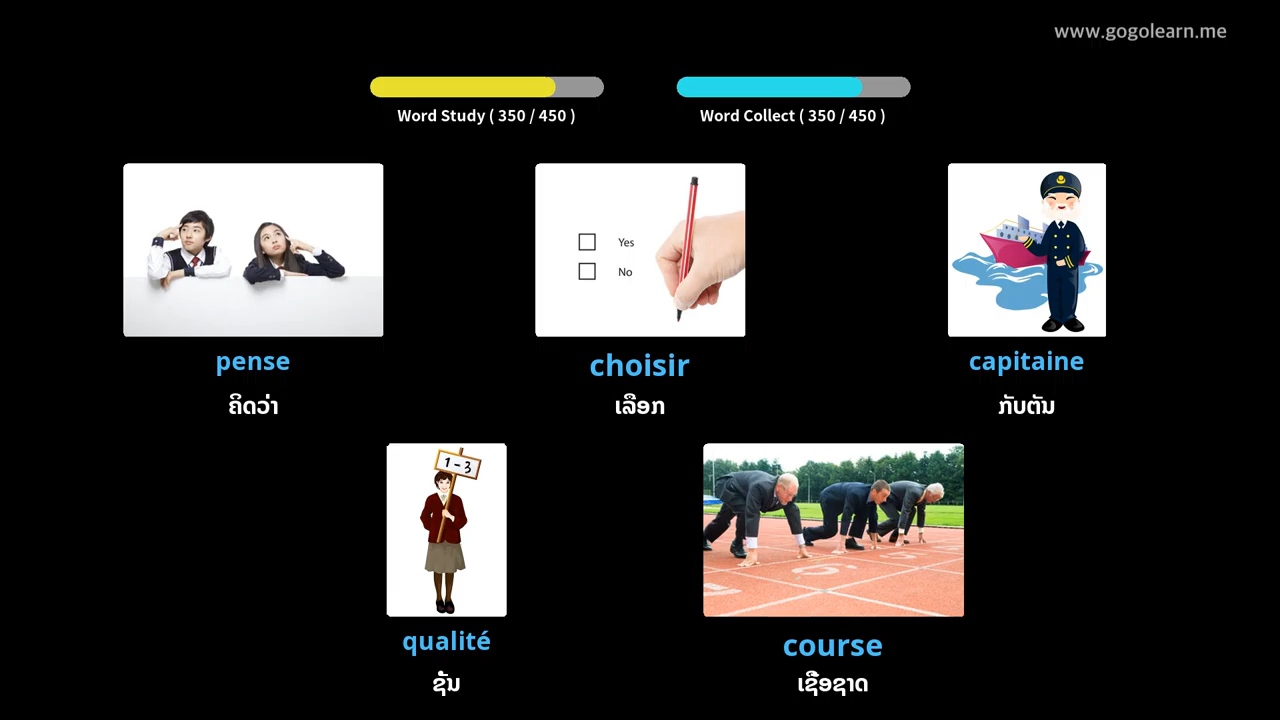 www.gogolearn.me
Word Study ( 350 / 450 )
Word Collect ( 350 / 450 )
Yes
No
pense
ຄິດວ່າ
choisir
ເລືອກ
capitaine
ກັບຕັນ
1 - 3
qualité
ຊັ້ນ
course
ເຊື້ອຊາດ